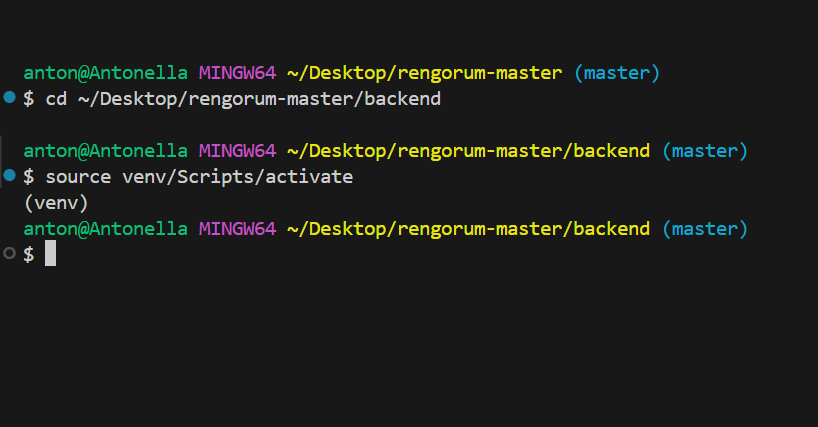 anton@Antonella MINGW64 ~/Desktop/rengorum-master (master)
$ cd ~/Desktop/rengorum-master/backend
anton@Antonella MINGW64 ~/Desktop/rengorum-master/backend (master)
$ source venv/Scripts/activate
(venv)
anton@Antonella MINGW64 ~/Desktop/rengorum-master/backend (master)
$